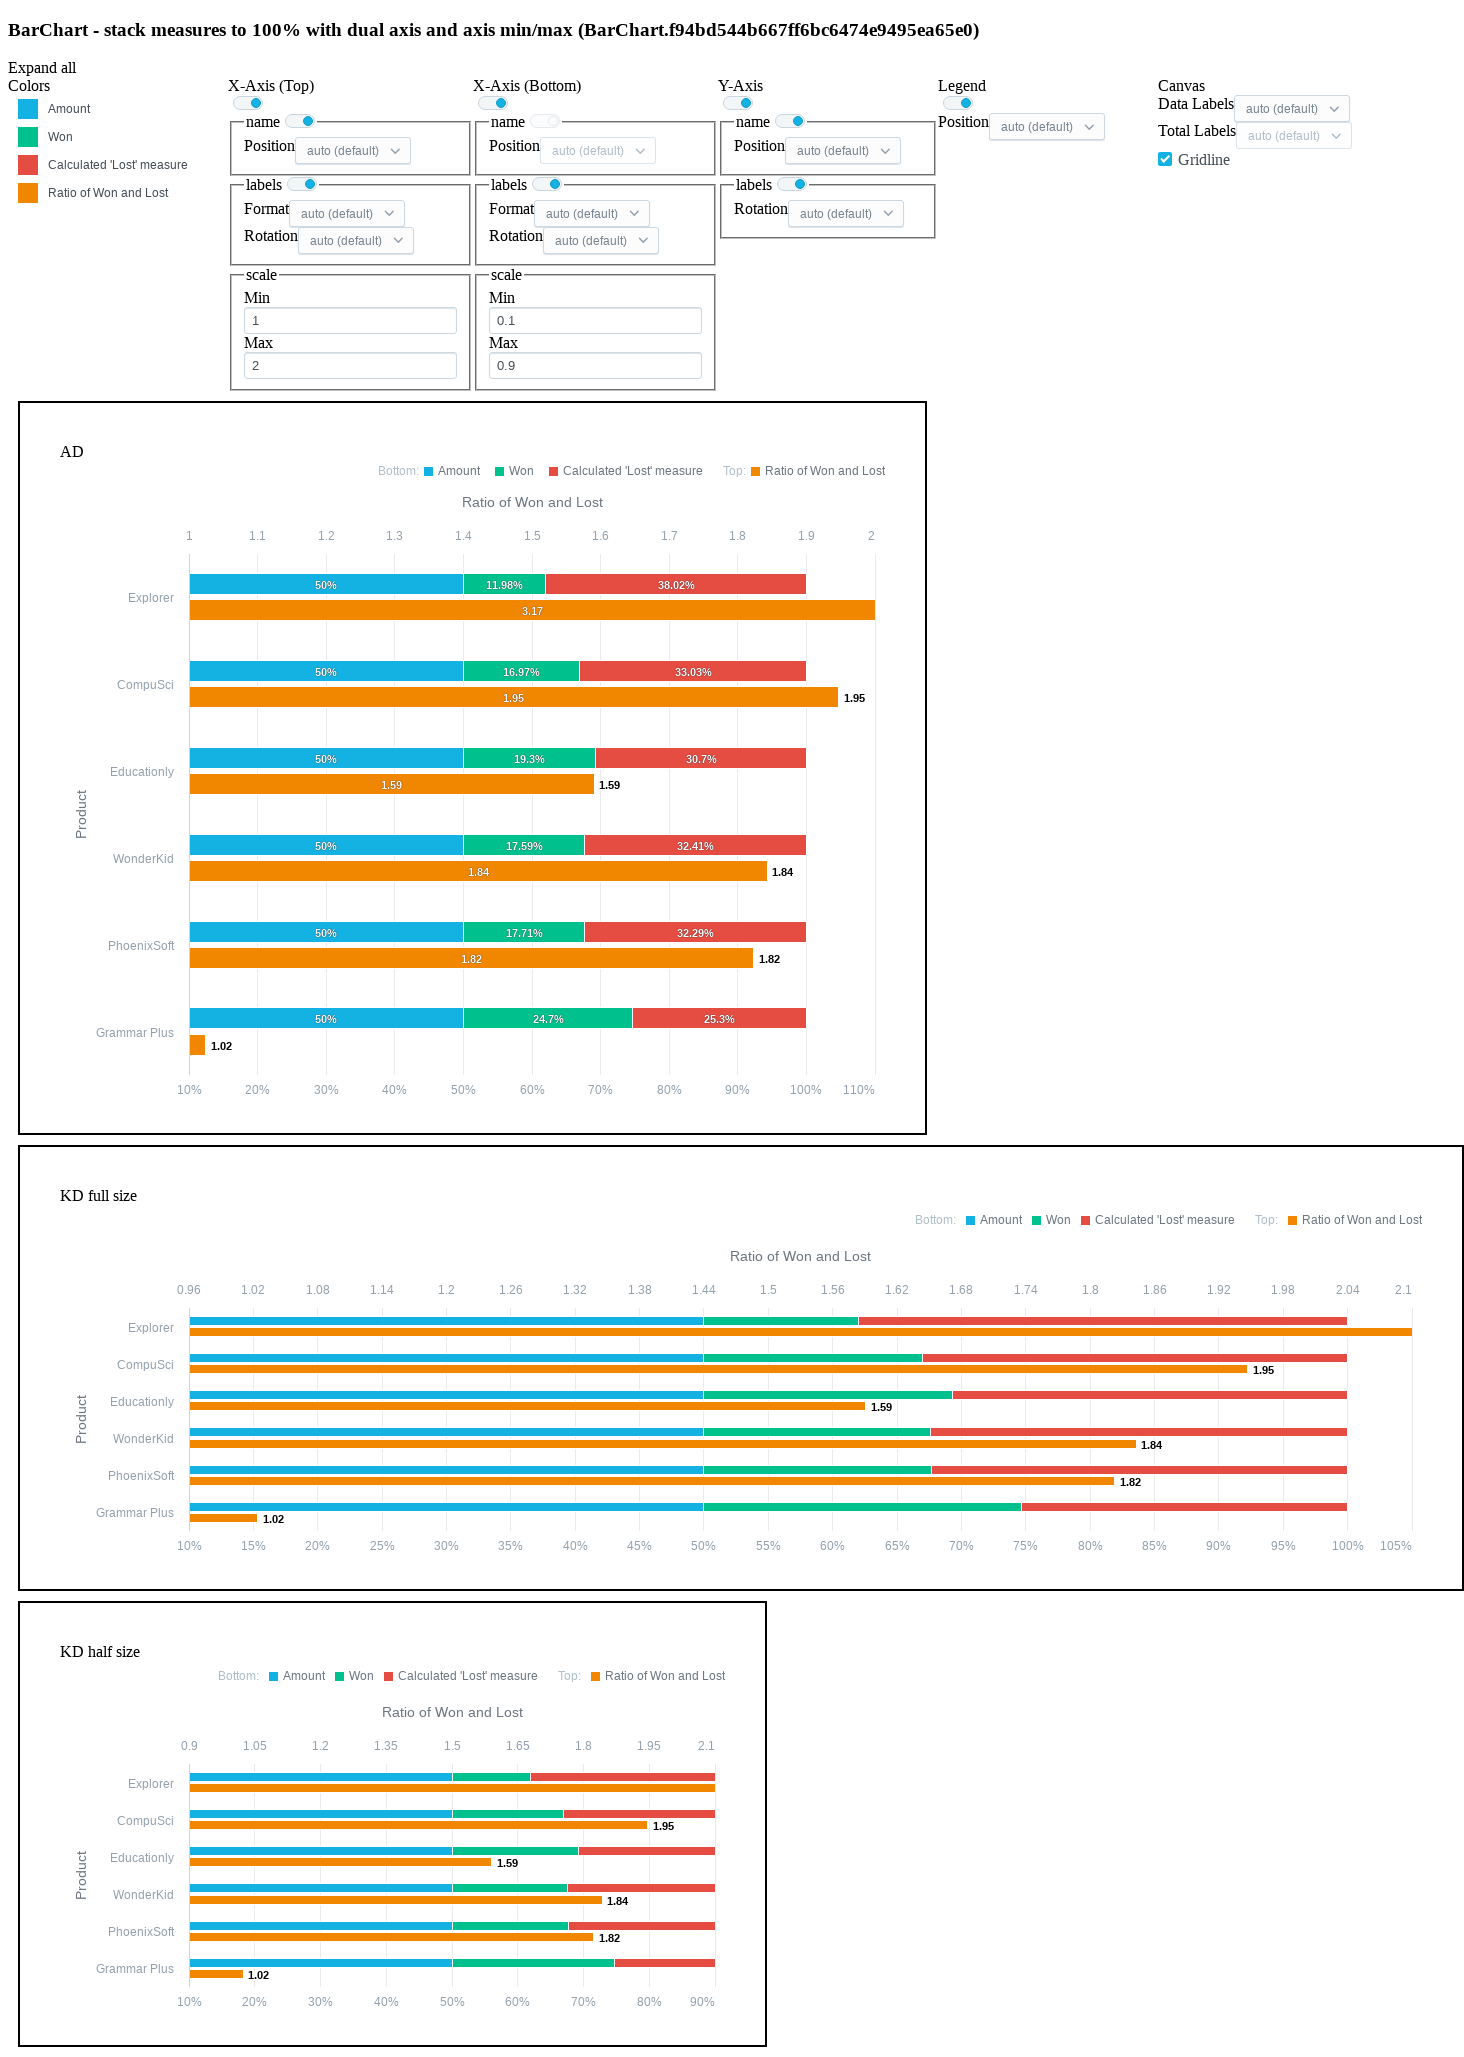 BarChart - stack measures to 100% with dual axis and axis min/max (BarChart.f94bd544b667ff6bc6474e9495ea65e0)
Expand all
Colors
Amount
Won
Calculated 'Lost' measure
Ratio of Won and Lost
X-Axis (Top)
name
Position auto (default)
labels
Format auto (default)
Rotation auto (default)
scale
Min
1
Max
2
X-Axis (Bottom)
name
Position auto (default)
labels
Format auto (default)
Rotation auto (default)
scale
Min
0.1
Max
0.9
Y-Axis
name
Position auto (default)
labels
Rotation auto (default)
Legend
Position auto (default)
Canvas
Data Labels auto (default)
Total Labels auto (default)
Gridline
AD
Bottom: Amount Won Calculated 'Lost' measure Top: Ratio of Won and Lost
Ratio of Won and Lost
1 1.1 1.2 1.3 1.4 1.5 1.6 1.7 1.8 1.9 2
Product
Explorer 50% 11.98% 38.02%
3.17
CompuSci 50% 16.97% 33.03%
1.95 1.95
Educationly 50% 19.3% 30.7%
1.59 1.59
WonderKid 50% 17.59% 32.41%
1.84 1.84
PhoenixSoft 50% 17.71% 32.29%
1.82 1.82
Grammar Plus 50% 24.7% 25.3%
1.02
10% 20% 30% 40% 50% 60% 70% 80% 90% 100% 110%
KD full size
Bottom: Amount Won Calculated 'Lost' measure Top: Ratio of Won and Lost
Ratio of Won and Lost
0.96 1.02 1.08 1.14 1.2 1.26 1.32 1.38 1.44 1.5 1.56 1.62 1.68 1.74 1.8 1.86 1.92 1.98 2.04 2.1
Product
Explorer
CompuSci 1.95
Educationly 1.59
WonderKid 1.84
PhoenixSoft 1.82
Grammar Plus 1.02
10% 15% 20% 25% 30% 35% 40% 45% 50% 55% 60% 65% 70% 75% 80% 85% 90% 95% 100% 105%
KD half size
Bottom: Amount Won Calculated 'Lost' measure Top: Ratio of Won and Lost
Ratio of Won and Lost
0.9 1.05 1.2 1.35 1.5 1.65 1.8 1.95 2.1
Product
Explorer
CompuSci 1.95
Educationly 1.59
WonderKid 1.84
PhoenixSoft 1.82
Grammar Plus 1.02
10% 20% 30% 40% 50% 60% 70% 80% 90%